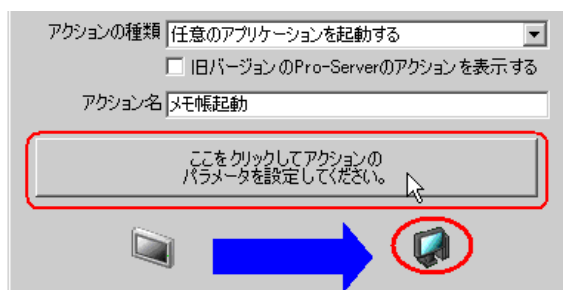 アクションの種類 任意のアプリケーションを起動する
旧バージョンのPro-Serverのアクションを表示する
アクション名 メモ帳起動
ここをクリックしてアクションの
パラメータを設定してください。